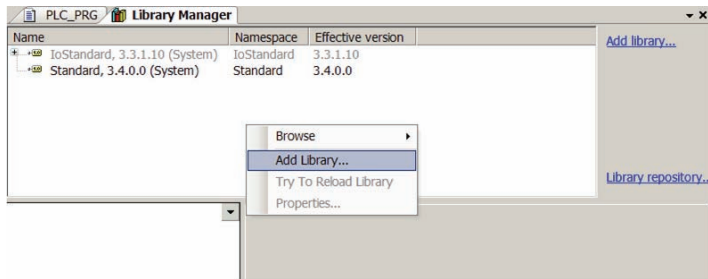 PLC_PRG Library Manager
Name Namespace Effective version
IoStandard, 3.3.1.10 (System) IoStandard 3.3.1.10
Standard, 3.4.0.0 (System) Standard 3.4.0.0
Add library...
Browse
Add Library...
Try To Reload Library
Properties...
Library repository..